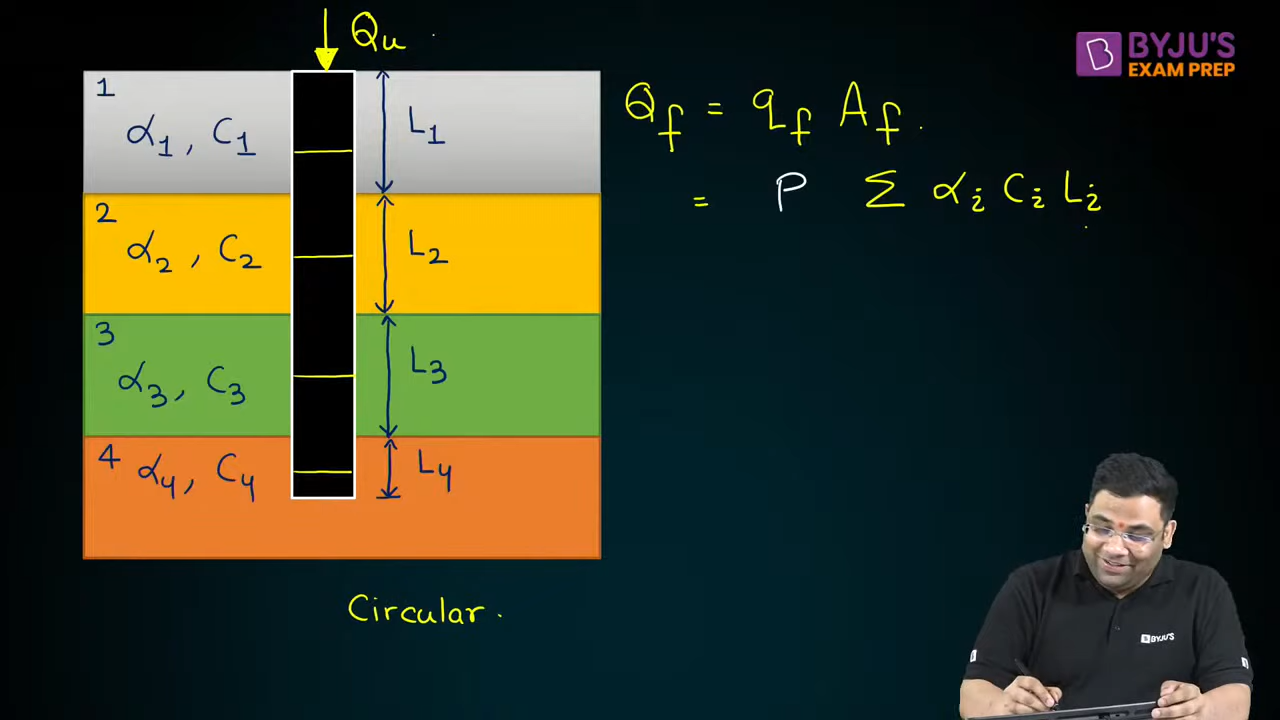 Qu
BYJU'S
EXAM PREP
1
α1, C1
L1
Qf = qf Af.
= P Σ αi Ci Li
2
α2, C2
L2
3
α3, C3
L3
4
α4, C4
L4
Circular.
BYJU'S